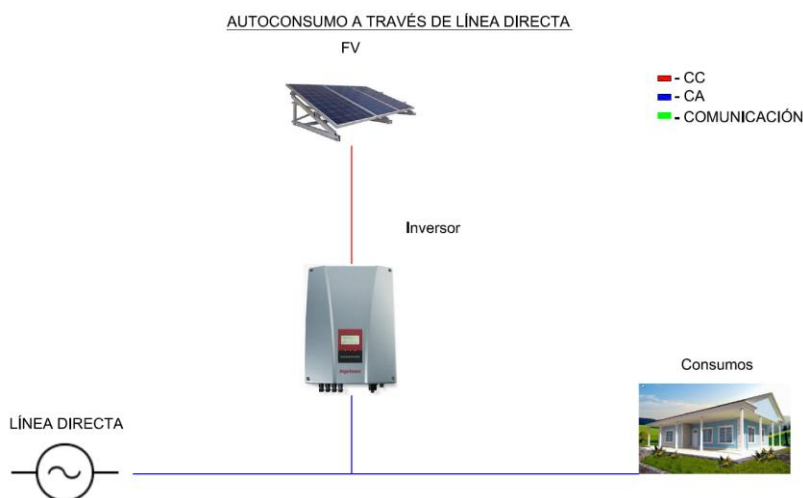 AUTOCONSUMO A TRAVÉS DE LÍNEA DIRECTA
FV
- CC
- CA
- COMUNICACIÓN
Inversor
Consumos
LÍNEA DIRECTA